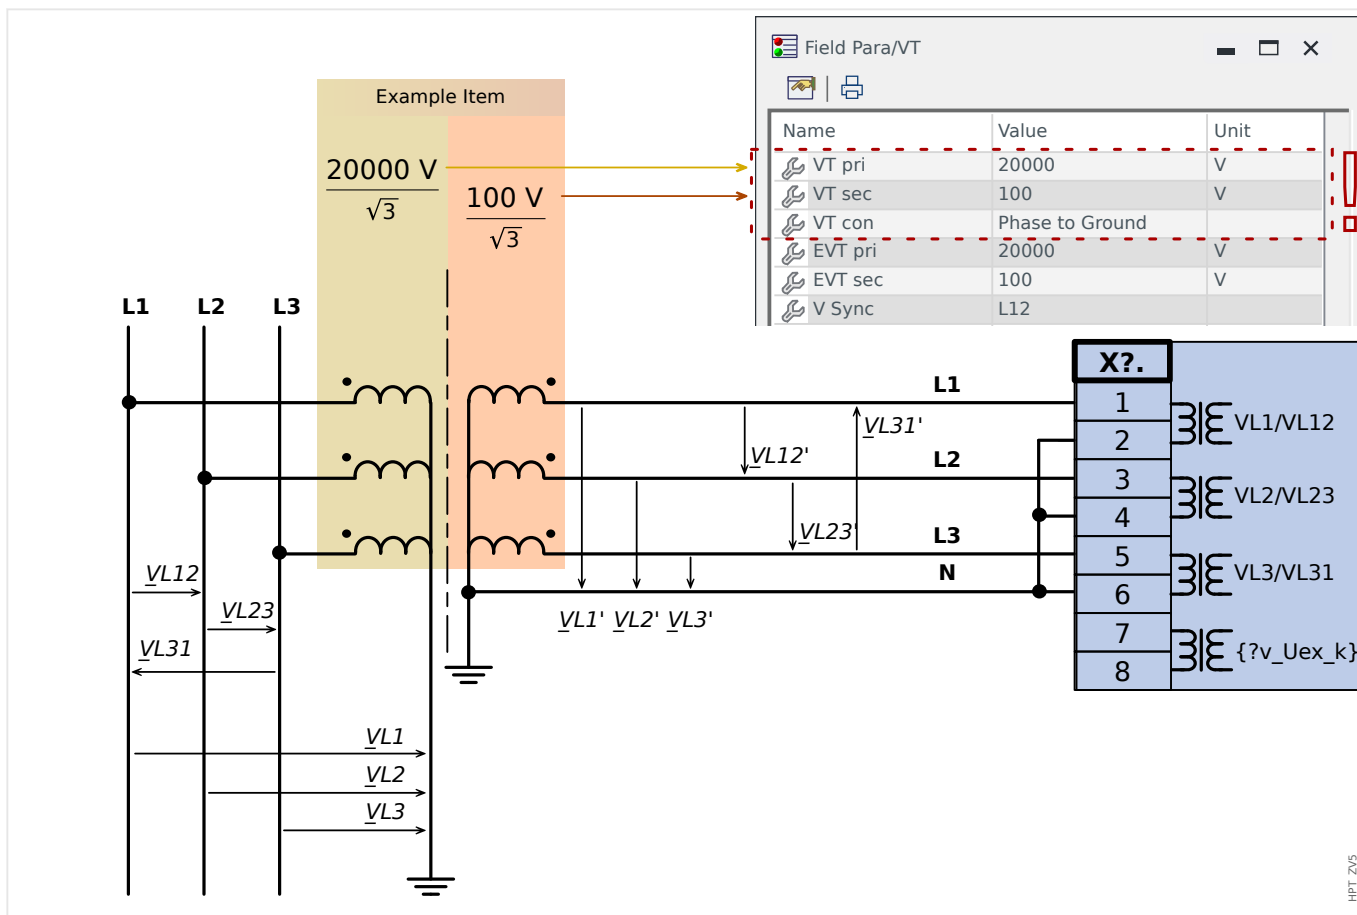 Field Para/VT
Example Item
Name Value Unit
VT pri 20000 V
VT sec 100 V
VT con Phase to Ground
EVT pri 20000 V
EVT sec 100 V
V Sync L12
20000 V
√3
100 V
√3
L1 L2 L3
X?.
L1
1
2
VL1/VL12
VL31'
VL12'
L2
3
4
VL2/VL23
VL23'
L3
5
6
VL3/VL31
N
VL12
VL23
VL31
VL1' VL2' VL3'
7
8
{?v_Uex_k}
VL1
VL2
VL3
HPT_ZV5